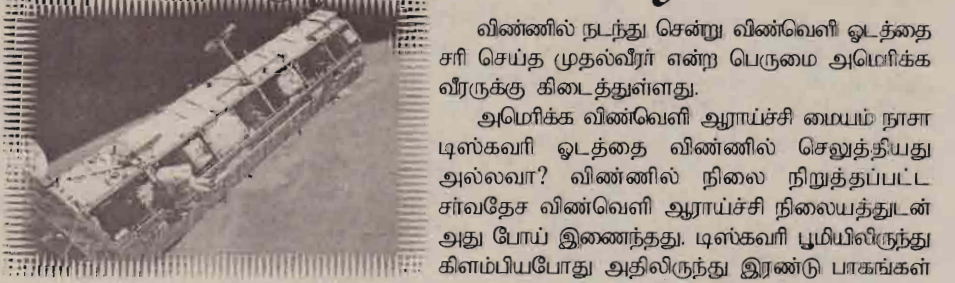 விண்ணில் நடந்து சென்று விண்வெளி ஓடத்தை
சரி செய்த முதல்வீரர் என்ற பெருமை அமெரிக்க
வீரருக்கு கிடைத்துள்ளது.
அமெரிக்க விண்வெளி ஆராய்ச்சி மையம் நாசா
டிஸ்கவரி ஓடத்தை விண்ணில் செலுத்தியது
அல்லவா? விண்ணில் நிலை நிறுத்தப்பட்ட
சர்வதேச விண்வெளி ஆராய்ச்சி நிலையத்துடன்
அது போய் இணைந்தது. டிஸ்கவரி பூமியிலிருந்து
கிளம்பியபோது அதிலிருந்து இரண்டு பாகங்கள்